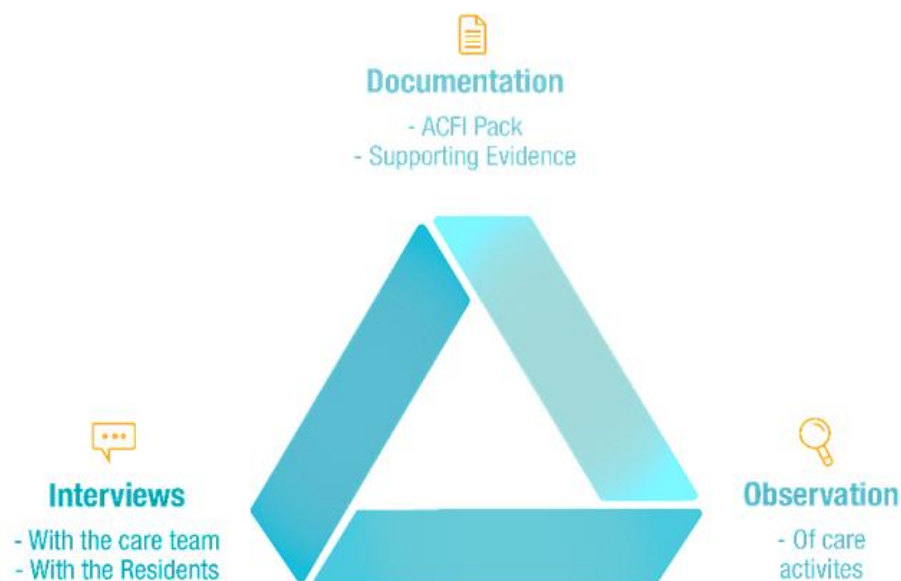 Documentation
- ACFI Pack
- Supporting Evidence
Interviews
- With the care team
- With the Residents
Observation
- Of care
activites